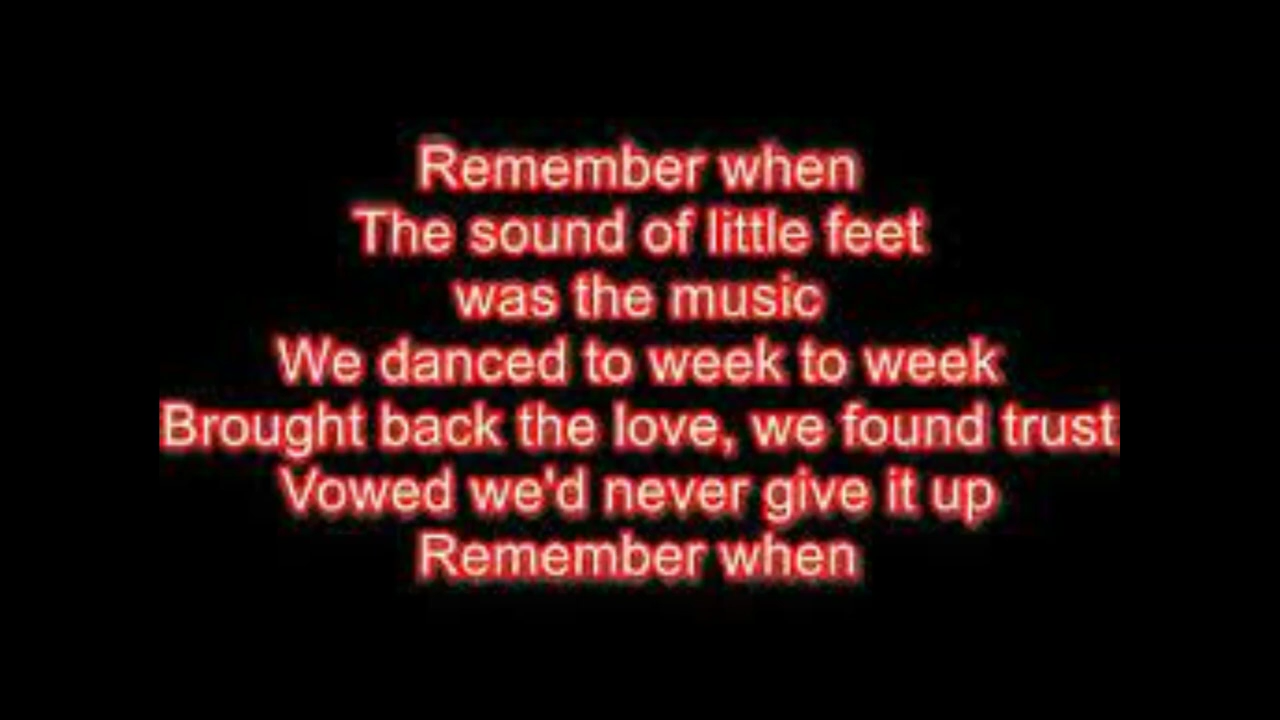 Remember when
The sound of little feet
was the music
We danced to week to week
Brought back the love, we found trust
Vowed we'd never give it up
Remember when